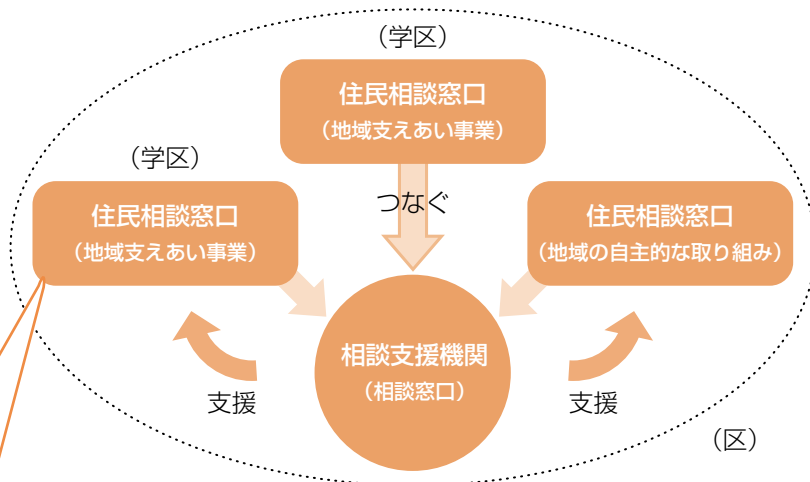 （学区）
住民相談窓口
（地域支えあい事業）
（学区）
住民相談窓口
（地域支えあい事業）
つなぐ
住民相談窓口
（地域の自主的な取り組み）
相談支援機関
（相談窓口）
支援
支援
（区）